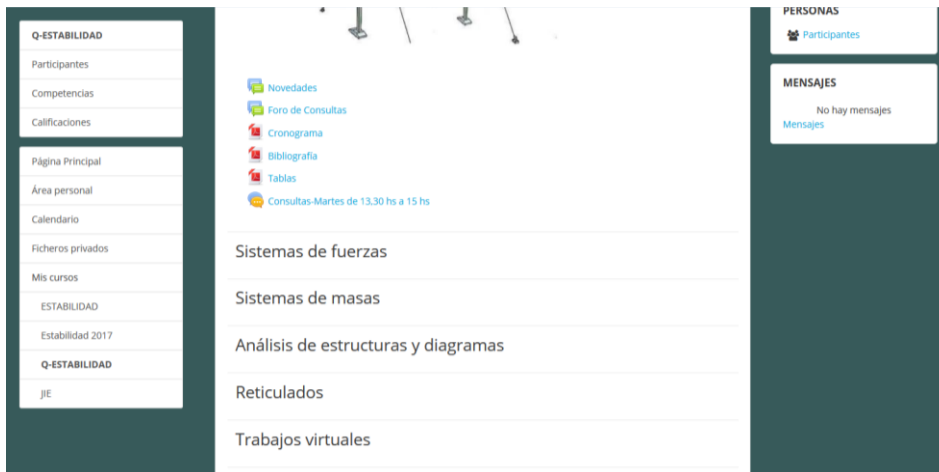 Q-ESTABILIDAD
Participantes
Competencias
Calificaciones
Página Principal
Área personal
Calendario
Ficheros privados
Mis cursos
ESTABILIDAD
Estabilidad 2017
Q-ESTABILIDAD
JIE
Novedades
Foro de Consultas
Cronograma
Bibliografía
Tablas
Consultas-Martes de 13,30 hs a 15 hs
Sistemas de fuerzas
Sistemas de masas
Análisis de estructuras y diagramas
Reticulados
Trabajos virtuales
PERSONAS
Participantes
MENSAJES
No hay mensajes
Mensajes